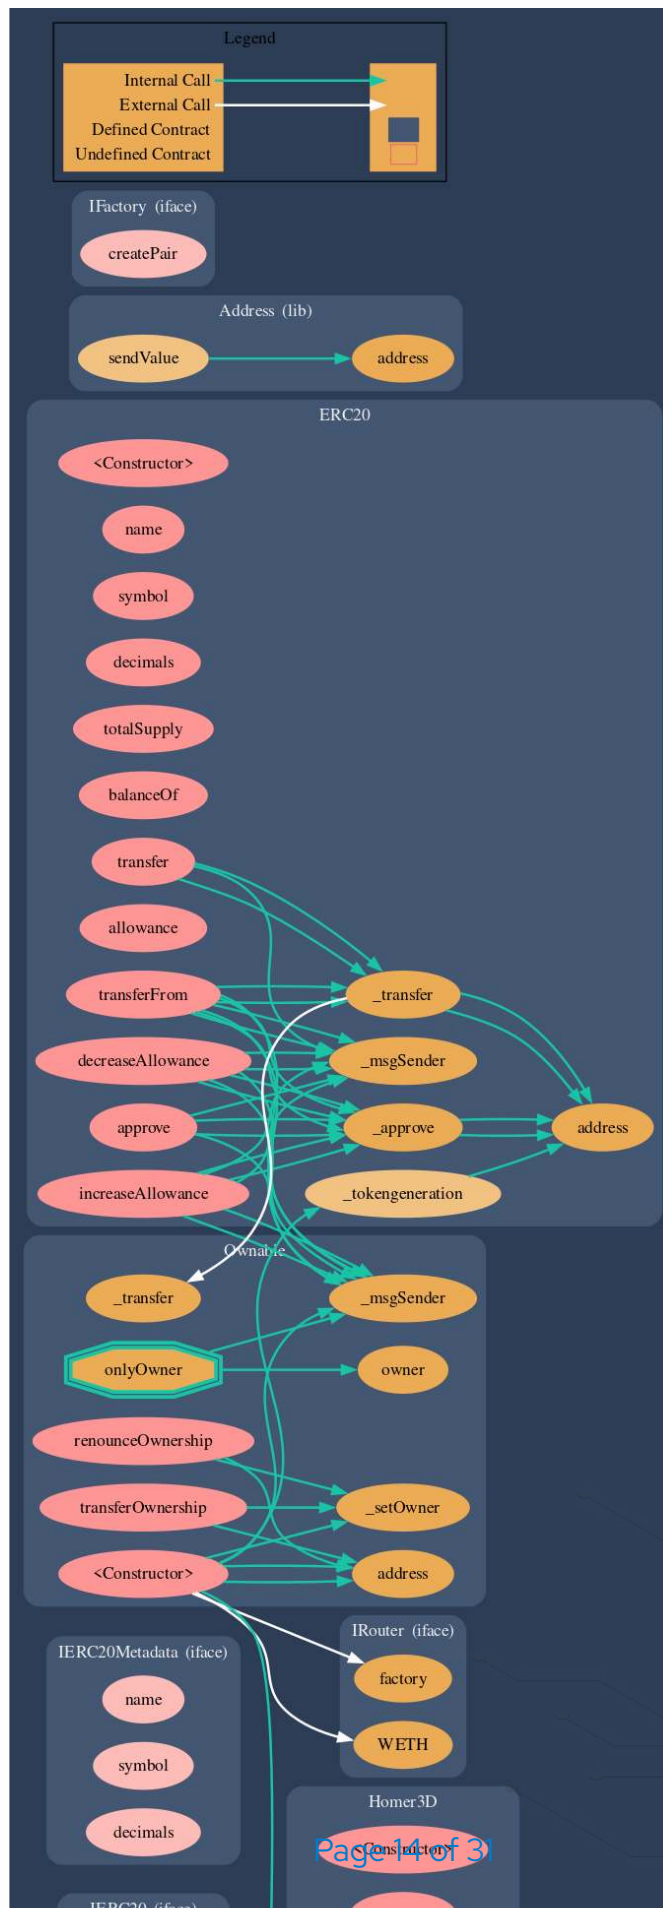 Legend
Internal Call
External Call
Defined Contract
Undefined Contract
IFactory (iface)
createPair
Address (lib)
sendValue
address
ERC20
<Constructor>
name
symbol
decimals
totalSupply
balanceOf
transfer
allowance
transferFrom
_transfer
decreaseAllowance
_msgSender
approve
_approve
address
increaseAllowance
_tokengeneration
Ownable
_transfer
_msgSender
onlyOwner
owner
renounceOwnership
transferOwnership
_setOwner
<Constructor>
address
IRouter (iface)
factory
WETH
IERC20Metadata (iface)
name
symbol
decimals
Homer3D
<Constructor>
Page 14 of 31
IERC20 (iface)